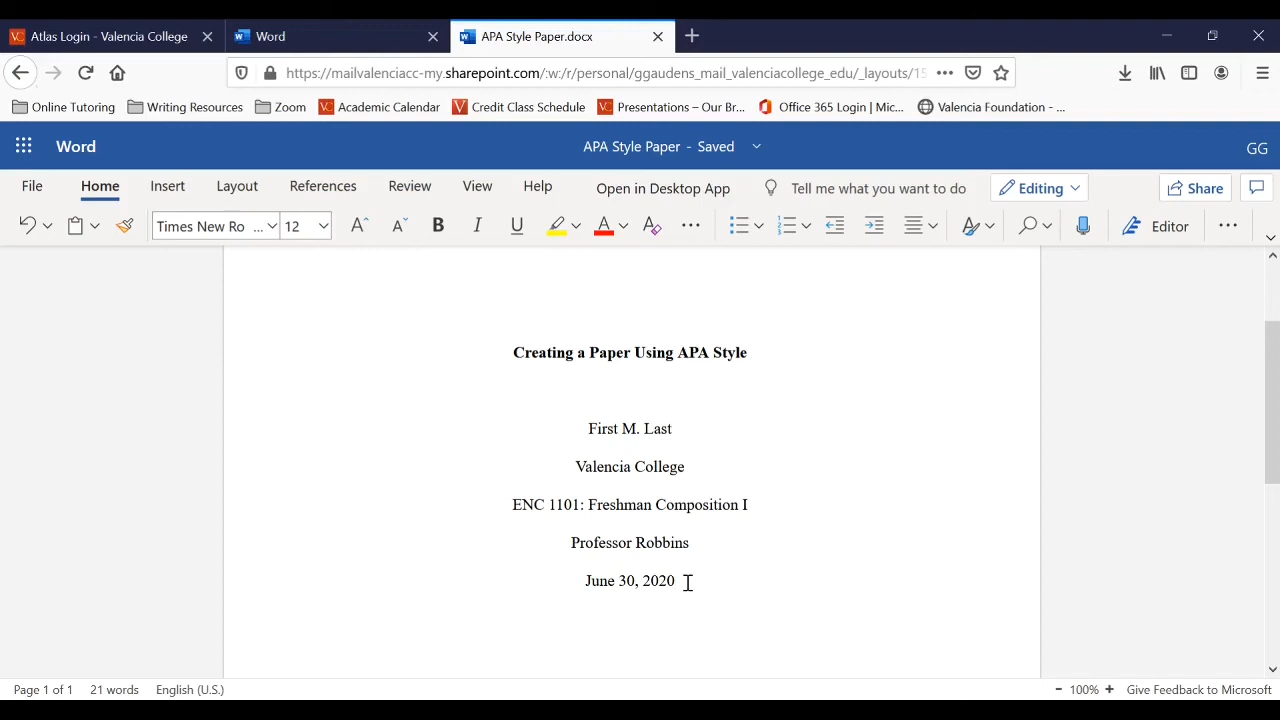 Atlas Login - Valencia College
Word
APA Style Paper.docx
https://mailvalenciacc-my.sharepoint.com/:w:/r/personal/ggaudens_mail_valenciacollege_edu/_layouts/15
Online Tutoring
Writing Resources
Zoom
Academic Calendar
Credit Class Schedule
Presentations – Our Br...
Office 365 Login | Mic...
Valencia Foundation - ...
Word
APA Style Paper - Saved
GG
File
Home
Insert
Layout
References
Review
View
Help
Open in Desktop App
Tell me what you want to do
Editing
Share
Times New Ro ...
12
B
I
U
A
Editor
Creating a Paper Using APA Style
First M. Last
Valencia College
ENC 1101: Freshman Composition I
Professor Robbins
June 30, 2020
Page 1 of 1
21 words
English (U.S.)
- 100% +
Give Feedback to Microsoft